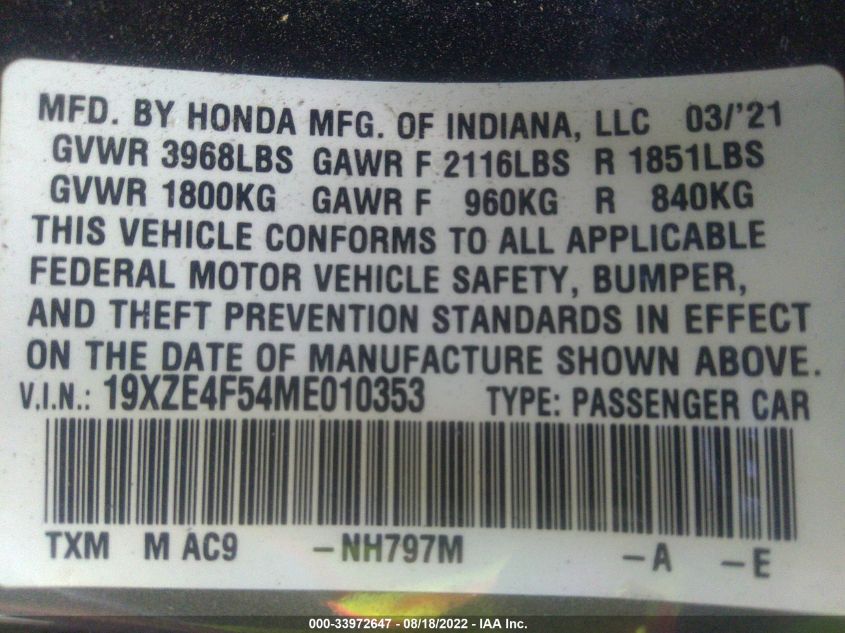 MFD. BY HONDA MFG. OF INDIANA, LLC 03/'21
GVWR 3968LBS GAWR F 2116LBS R 1851LBS
GVWR 1800KG GAWR F 960KG R 840KG
THIS VEHICLE CONFORMS TO ALL APPLICABLE
FEDERAL MOTOR VEHICLE SAFETY, BUMPER,
AND THEFT PREVENTION STANDARDS IN EFFECT
ON THE DATE OF MANUFACTURE SHOWN ABOVE.
V.I.N.: 19XZE4F54ME010353 TYPE: PASSENGER CAR
TXM M AC9 -NH797M -A -E
000-33972647 - 08/18/2022 - IAA Inc.